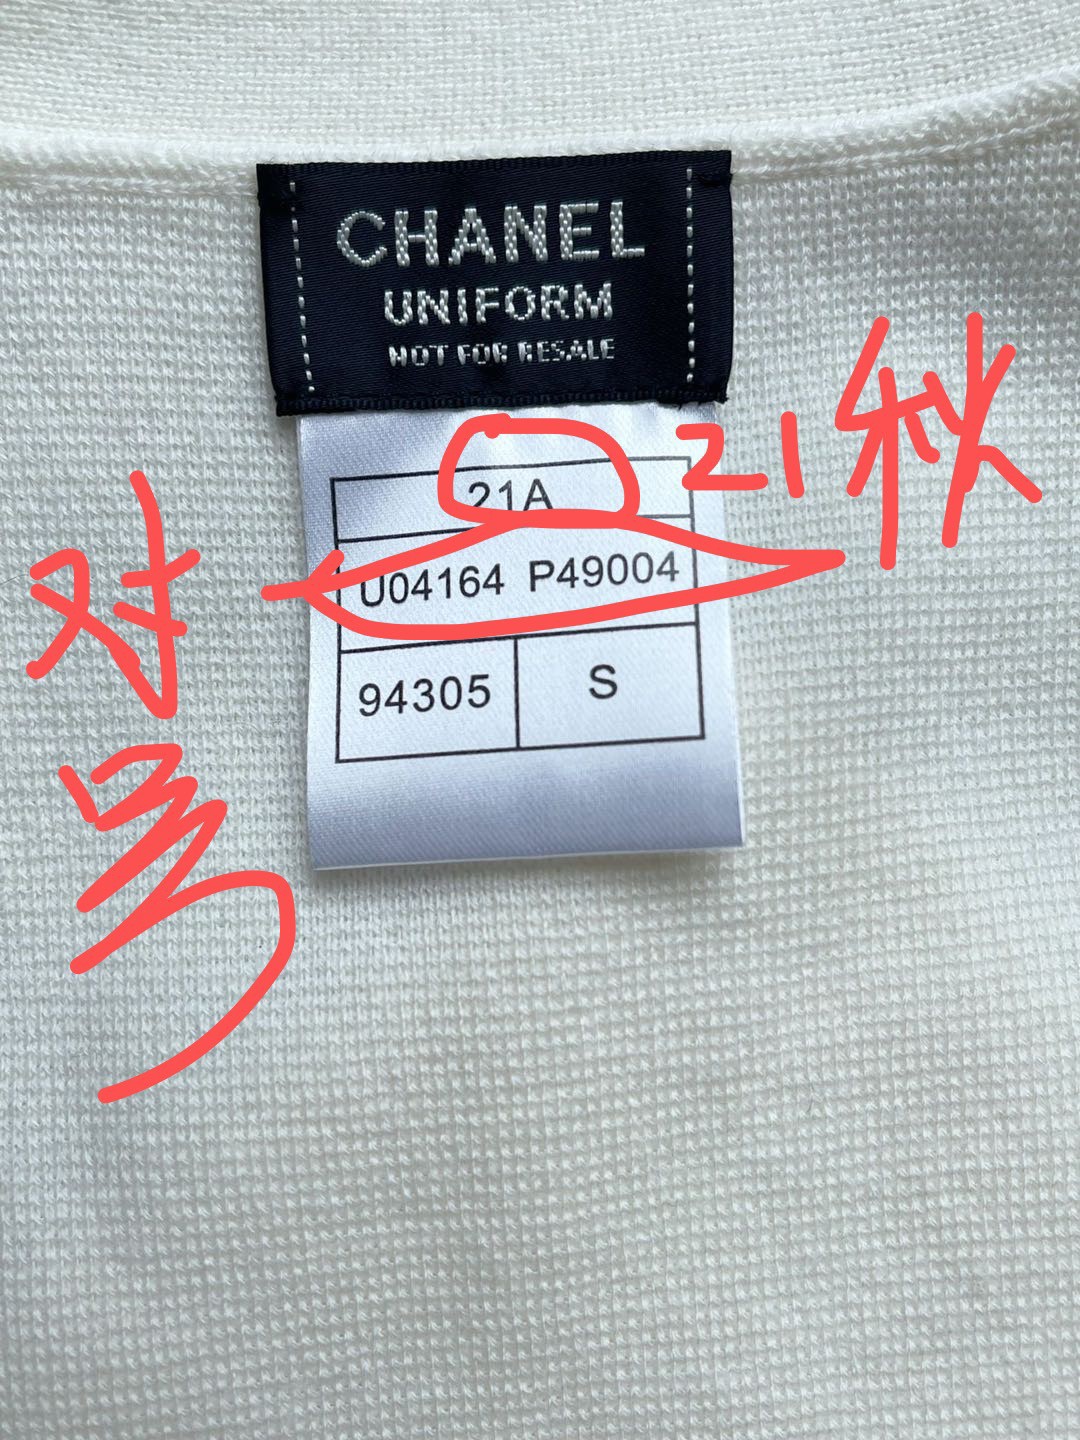 CHANEL
UNIFORM
NOT FOR RESALE
21A
21秋
U04164 P49004
94305 S
对
号